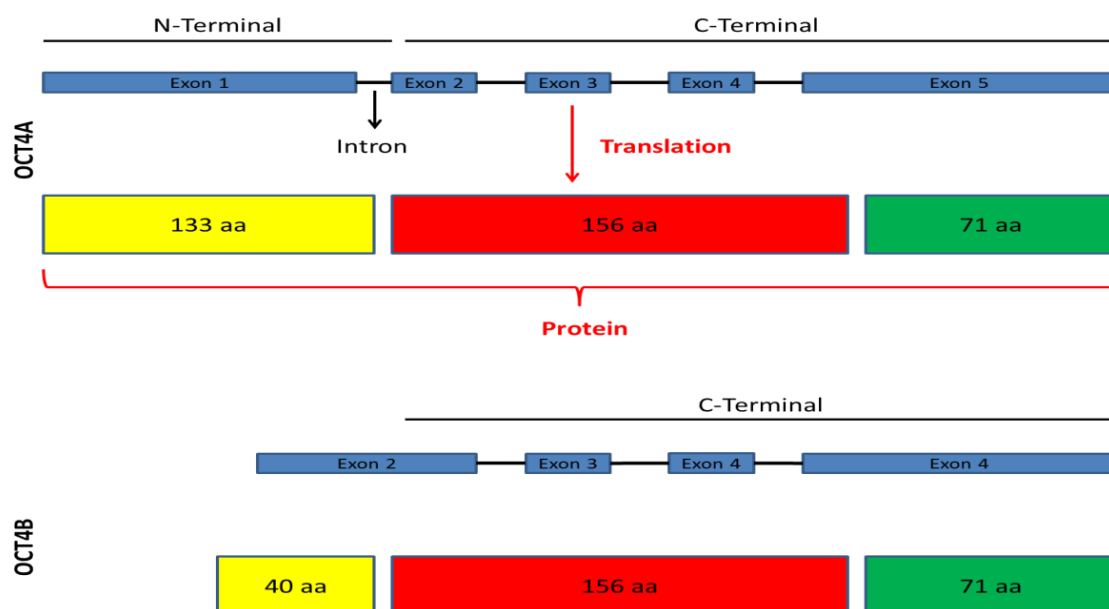 N-Terminal
C-Terminal
Exon 1
Exon 2
Exon 3
Exon 4
Exon 5
OCT4A
Intron
Translation
133 aa
156 aa
71 aa
Protein
C-Terminal
Exon 2
Exon 3
Exon 4
Exon 4
OCT4B
40 aa
156 aa
71 aa